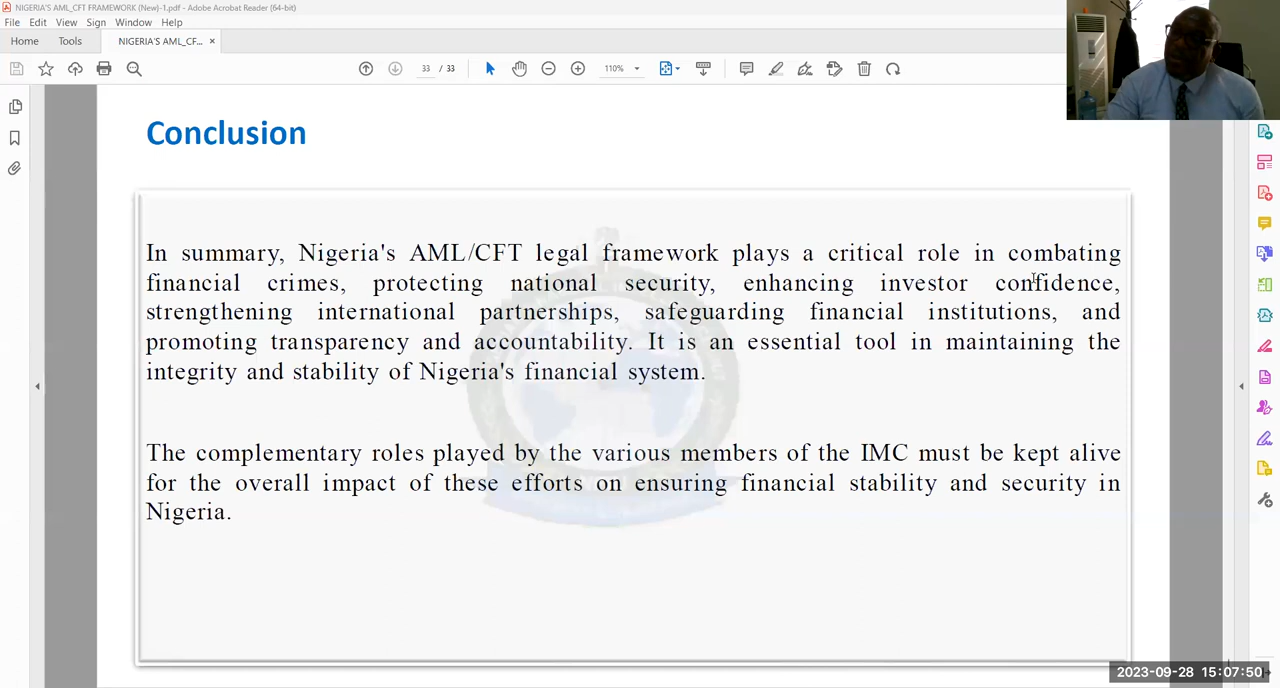 NIGERIA'S AML_CFT FRAMEWORK (New)-1.pdf - Adobe Acrobat Reader (64-bit)
File Edit View Sign Window Help
Home Tools NIGERIA'S AML_CF... ×
33 / 33 110%
Conclusion
In summary, Nigeria's AML/CFT legal framework plays a critical role in combating
financial crimes, protecting national security, enhancing investor confidence,
strengthening international partnerships, safeguarding financial institutions, and
promoting transparency and accountability. It is an essential tool in maintaining the
integrity and stability of Nigeria's financial system.
The complementary roles played by the various members of the IMC must be kept alive
for the overall impact of these efforts on ensuring financial stability and security in
Nigeria.
2023-09-28 15:07:50